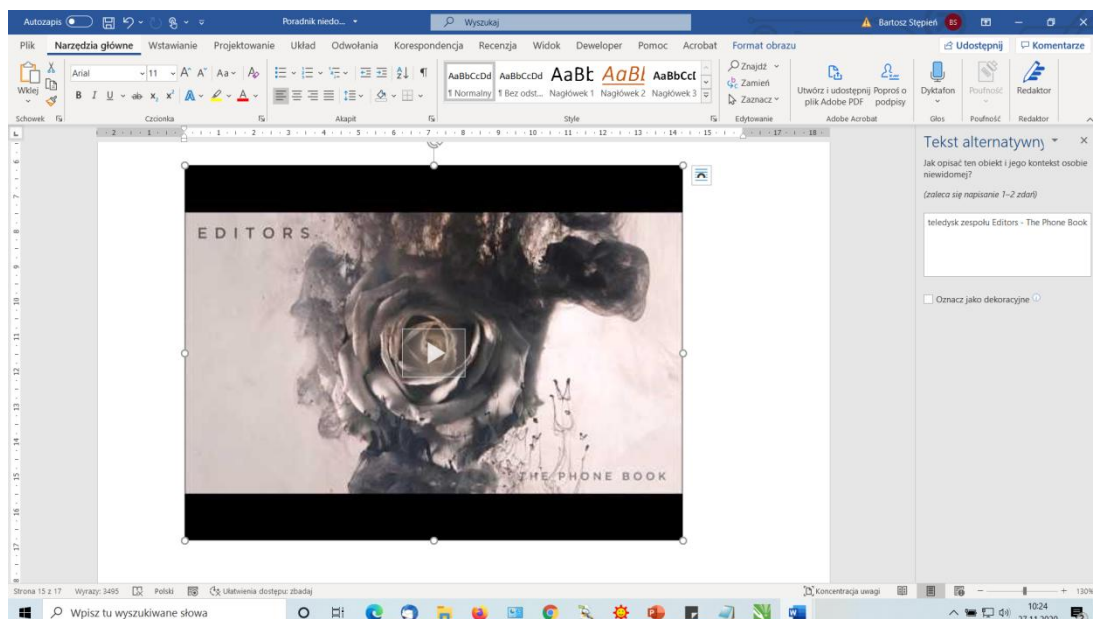 Autozapis
Poradnik niedo...
Wyszukaj
Bartosz Stępień BS
Plik Narzędzia główne Wstawianie Projektowanie Układ Odwołania Korespondencja Recenzja Widok Deweloper Pomoc Acrobat Format obrazu Udostępnij Komentarze
Wklej
Arial 11
AaBbCcDd AaBbCcDd AaBb AaBb AaBbCc
¶ Normalny ¶ Bez odst... Nagłówek 1 Nagłówek 2 Nagłówek 3
Znajdź
Zamień
Zaznacz
Utwórz i udostępnij plik Adobe PDF
Poproś o podpisy
Dyktafon
Poufność
Redaktor
Schowek Czcionka Akapit Style Edytowanie Adobe Acrobat Głos Poufność Redaktor
Tekst alternatywny
Jak opisać ten obiekt i jego kontekst osobie
niewidomej?
(zaleca się napisanie 1–2 zdań)
teledysk zespołu Editors - The Phone Book
Oznacz jako dekoracyjne
EDITORS
THE PHONE BOOK
Strona 15 z 17 Wyrazy: 3495 Polski Ułatwienia dostępu: zbadaj Koncentracja uwagi 130%
Wpisz tu wyszukiwane słowa
10:24
27.11.2020